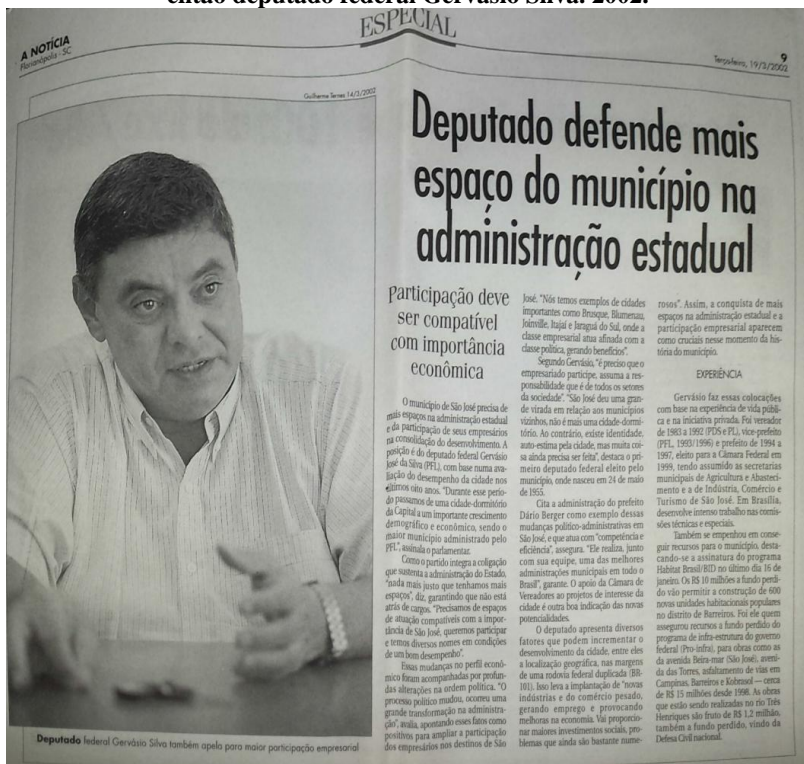 então deputado federal Gervásio Silva. 2002.
ESPECIAL
A NOTÍCIA
Florianópolis - SC
9
Terça-feira, 19/3/2002
Guilherme Ternes 14/3/2002
Deputado defende mais
espaço do município na
administração estadual
Participação deve
ser compatível
com importância
econômica
O município de São José precisa de
mais espaços na administração estadual
e da participação de seus empresários
na consolidação do desenvolvimento. A
posição é do deputado federal Gervásio
José da Silva (PFL), com base numa ava-
liação do desempenho da cidade nos
últimos oito anos. "Durante esse perío-
do passamos de uma cidade-dormitório
da Capital a um importante crescimento
demográfico e econômico, sendo o
maior município administrado pelo
PFL", assinala o parlamentar.
Como o partido integra a coligação
que sustenta a administração do Estado,
"nada mais justo que tenhamos mais
espaços", diz, garantindo que não está
atrás de cargos. "Precisamos de espaços
de atuação compatíveis com a impor-
tância de São José, queremos participar
e temos diversos nomes em condições
de um bom desempenho".
Essas mudanças no perfil econô-
mico foram acompanhadas por profun-
das alterações na ordem política. "O
processo político mudou, ocorreu uma
grande transformação na administra-
ção", avalia, apontando esses fatos como
positivos para ampliar a participação
dos empresários nos destinos de São
José. "Nós temos exemplos de cidades
importantes como Brusque, Blumenau,
Joinville, Itajaí e Jaraguá do Sul, onde a
classe empresarial atua afinada com a
classe política, gerando benefícios".
Segundo Gervásio, "é preciso que o
empresariado participe, assuma a res-
ponsabilidade que é de todos os setores
da sociedade". "São José deu uma gran-
de virada em relação aos municípios
vizinhos, não é mais uma cidade-dormi-
tório. Ao contrário, existe identidade,
auto-estima pela cidade, mas muita coi-
sa ainda precisa ser feita", destaca o pri-
meiro deputado federal eleito pelo
município, onde nasceu em 24 de maio
de 1955.
Cita a administração do prefeito
Dário Berger como exemplo dessas
mudanças político-administrativas em
São José, e que atua com "competência e
eficiência", assegura. "Ele realiza, junto
com sua equipe, uma das melhores
administrações municipais em todo o
Brasil", garante. O apoio da Câmara de
Vereadores ao projetos de interesse da
cidade é outra boa indicação das novas
potencialidades.
O deputado apresenta diversos
fatores que podem incrementar o
desenvolvimento da cidade, entre eles
a localização geográfica, nas margens
de uma rodovia federal duplicada (BR-
101). Isso leva a implantação de "novas
indústrias e do comércio pesado,
gerando emprego e provocando
melhoras na economia. Vai proporcio-
nar maiores investimentos sociais, pro-
blemas que ainda são bastante nume-
rosos". Assim, a conquista de mais
espaços na administração estadual e a
participação empresarial aparecem
como cruciais nesse momento da his-
tória do município.
EXPERIÊNCIA
Gervásio faz essas colocações
com base na experiência de vida públi-
ca e na iniciativa privada. Foi vereador
de 1983 a 1992 (PDS e PL), vice-prefeito
(PFL, 1993/1996) e prefeito de 1994 a
1997, eleito para a Câmara Federal em
1999, tendo assumido as secretarias
municipais de Agricultura e Abasteci-
mento e a de Indústria, Comércio e
Turismo de São José. Em Brasília,
desenvolve intenso trabalho nas comis-
sões técnicas e especiais.
Também se empenhou em conse-
guir recursos para o município, desta-
cando-se a assinatura do programa
Habitat Brasil/BID no último dia 16 de
janeiro. Os R$ 10 milhões a fundo perdi-
do vão permitir a construção de 600
novas unidades habitacionais populares
no distrito de Barreiros. Foi ele quem
assegurou recursos a fundo perdido do
programa de infra-estrutura do governo
federal (Pro-infra), para obras como as
da avenida Beira-mar (São José), aveni-
da das Torres, asfaltamento de vias em
Campinas, Barreiros e Kobrasol — cerca
de R$ 15 milhões desde 1998. As obras
que estão sendo realizadas no rio Três
Henriques são fruto de R$ 1,2 milhão,
também a fundo perdido, vindo da
Defesa Civil nacional.
Deputado federal Gervásio Silva também apela para maior participação empresarial